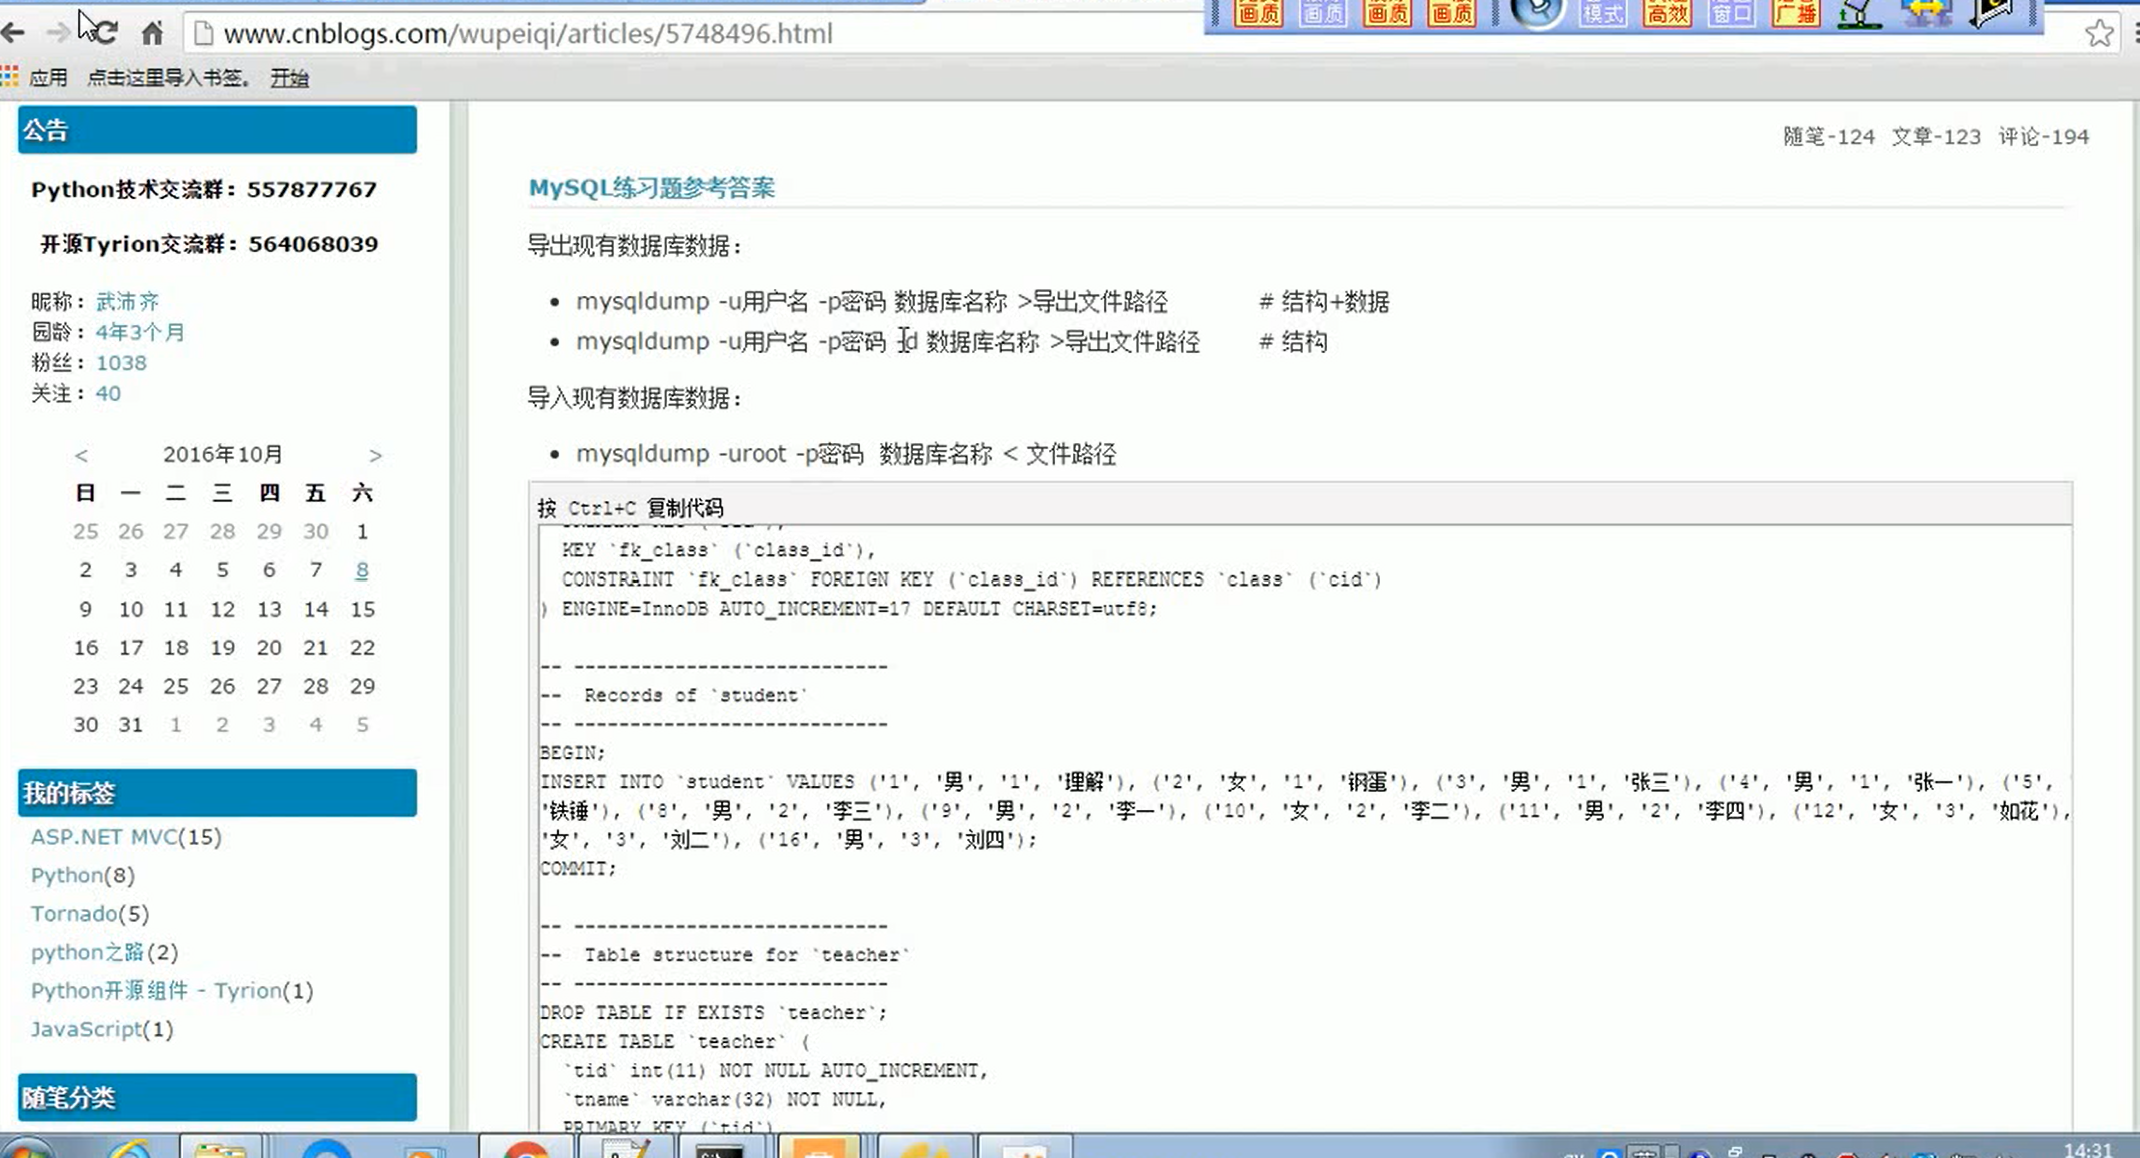 画质 画质 画质 画质 模式 高效 窗口 广播
www.cnblogs.com/wupeiqi/articles/5748496.html
应用 点击这里导入书签。 开始
公告
Python技术交流群：557877767
开源Tyrion交流群：564068039
昵称：武沛齐
园龄：4年3个月
粉丝：1038
关注：40
< 2016年10月 >
日 一 二 三 四 五 六
25 26 27 28 29 30 1
2 3 4 5 6 7 8
9 10 11 12 13 14 15
16 17 18 19 20 21 22
23 24 25 26 27 28 29
30 31 1 2 3 4 5
我的标签
ASP.NET MVC(15)
Python(8)
Tornado(5)
python之路(2)
Python开源组件 - Tyrion(1)
JavaScript(1)
随笔分类
随笔-124 文章-123 评论-194
MySQL练习题参考答案
导出现有数据库数据：
mysqldump -u用户名 -p密码 数据库名称 >导出文件路径 # 结构+数据
mysqldump -u用户名 -p密码 -d 数据库名称 >导出文件路径 # 结构
导入现有数据库数据：
mysqldump -uroot -p密码 数据库名称 < 文件路径
按 Ctrl+C 复制代码
KEY `fk_class` (`class_id`),
CONSTRAINT `fk_class` FOREIGN KEY (`class_id`) REFERENCES `class` (`cid`)
) ENGINE=InnoDB AUTO_INCREMENT=17 DEFAULT CHARSET=utf8;
-- ----------------------------
-- Records of `student`
-- ----------------------------
BEGIN;
INSERT INTO `student` VALUES ('1', '男', '1', '理解'), ('2', '女', '1', '钢蛋'), ('3', '男', '1', '张三'), ('4', '男', '1', '张一'), ('5',
'铁锤'), ('8', '男', '2', '李三'), ('9', '男', '2', '李一'), ('10', '女', '2', '李二'), ('11', '男', '2', '李四'), ('12', '女', '3', '如花'),
'女', '3', '刘二'), ('16', '男', '3', '刘四');
COMMIT;
-- ----------------------------
-- Table structure for `teacher`
-- ----------------------------
DROP TABLE IF EXISTS `teacher`;
CREATE TABLE `teacher` (
`tid` int(11) NOT NULL AUTO_INCREMENT,
`tname` varchar(32) NOT NULL,
PRIMARY KEY (`tid`)
14:31